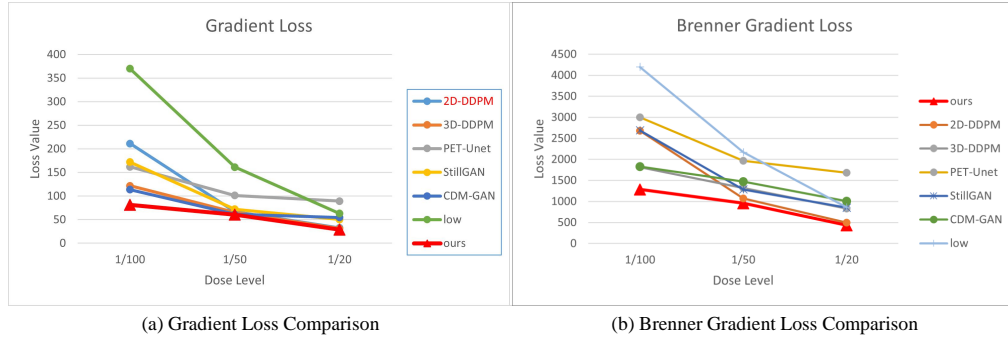 Gradient Loss
400
350
300
250
200
150
100
50
0
Loss Value
1/100
1/50
1/20
Dose Level
2D-DDPM
3D-DDPM
PET-Unet
StillGAN
CDM-GAN
low
ours
(a) Gradient Loss Comparison
Brenner Gradient Loss
4500
4000
3500
3000
2500
2000
1500
1000
500
0
Loss Value
1/100
1/50
1/20
Dose Level
ours
2D-DDPM
3D-DDPM
PET-Unet
StillGAN
CDM-GAN
low
(b) Brenner Gradient Loss Comparison